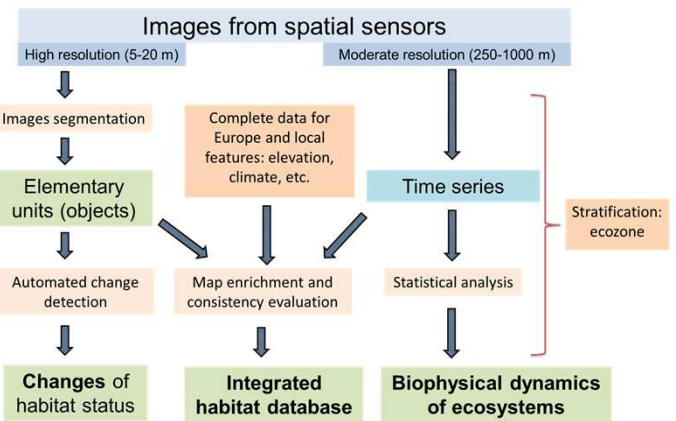 Images from spatial sensors
High resolution (5-20 m)
Moderate resolution (250-1000 m)
Images segmentation
Complete data for
Europe and local
features: elevation,
climate, etc.
Elementary
units (objects)
Time series
Stratification:
ecozone
Automated change
detection
Map enrichment and
consistency evaluation
Statistical analysis
Changes of
habitat status
Integrated
habitat database
Biophysical dynamics
of ecosystems